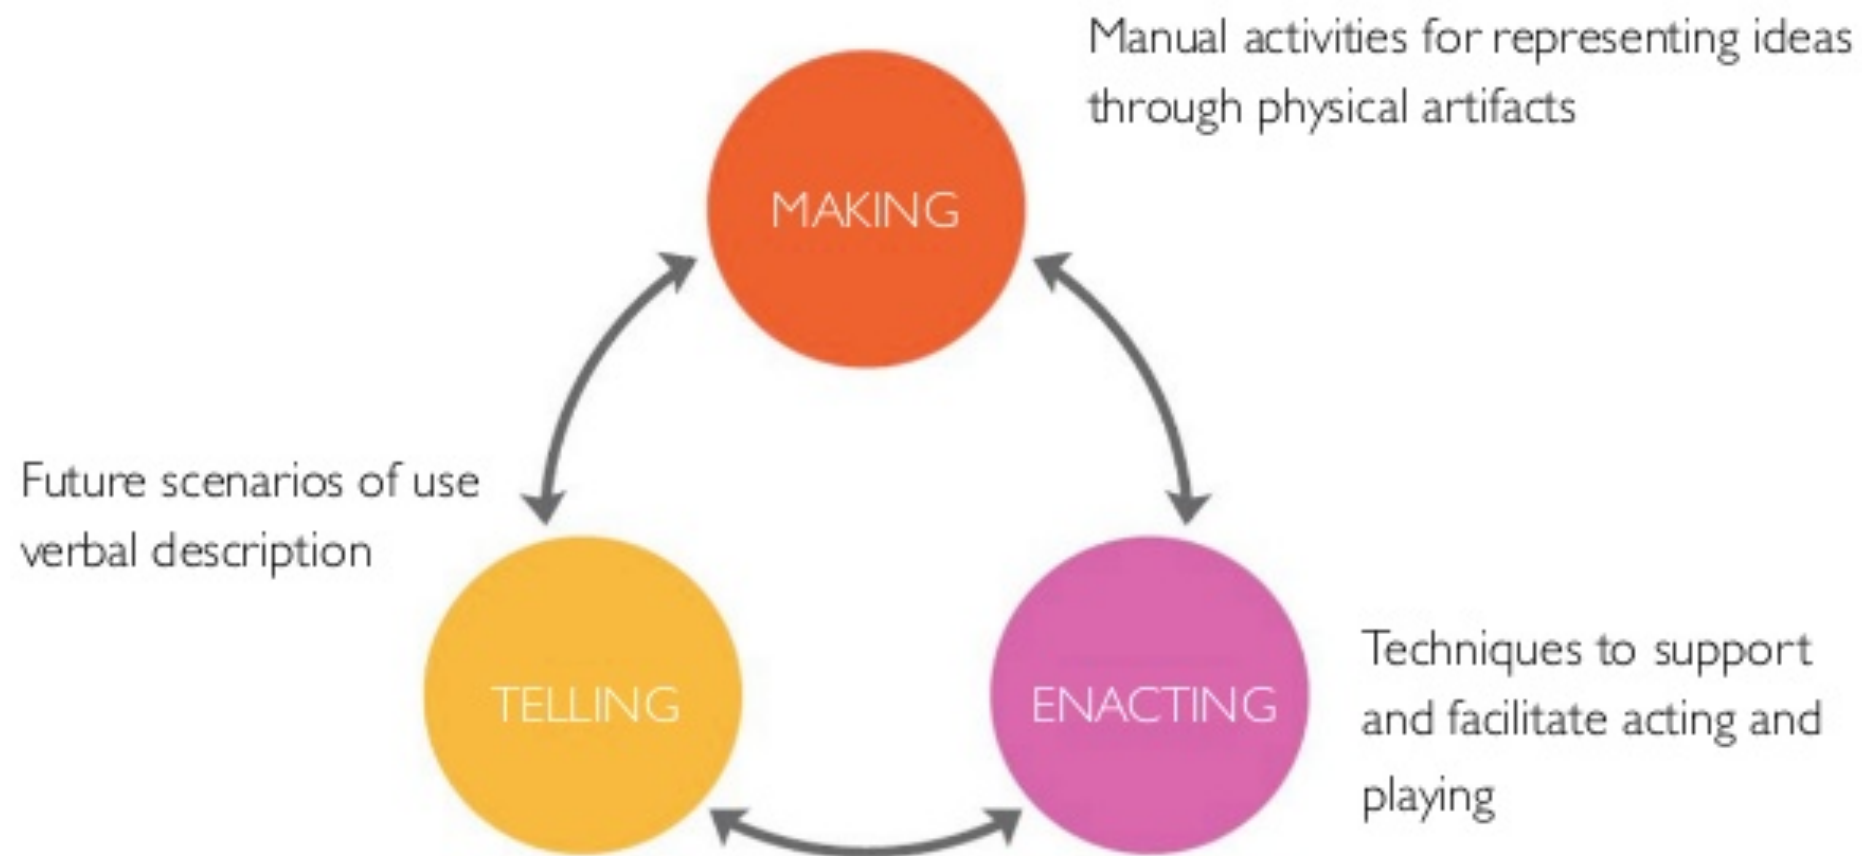 Manual activities for representing ideas
through physical artifacts
MAKING
Future scenarios of use
verbal description
TELLING
ENACTING
Techniques to support
and facilitate acting and
playing